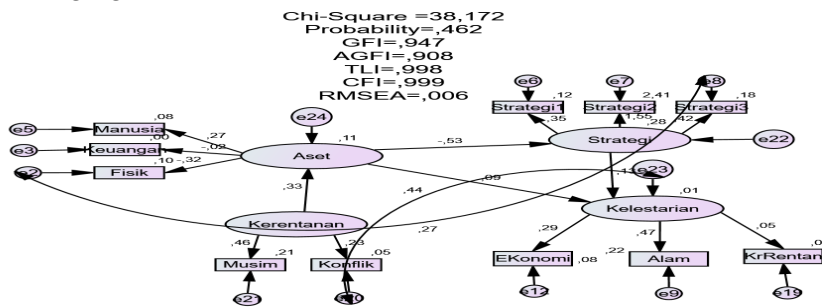 Chi-Square =38,172
Probability=,462
GFI=,947
AGFI=,908
TLI=,998
CFI=,999
RMSEA=,006
e6
e7
e8
,12
2,41
,18
Strategi1
Strategi2
Strategi3
,35
1,55
,28
,42
,08
e5
Manusia
,27
e24
,00
e3
Keuangan
-,02
,11
-,53
Strategi
e22
,10
-,32
e2
Fisik
Aset
e23
,33
,44
,09
,01
Kerentanan
,27
Kelestarian
,46
,23
,29
,47
,05
,21
,05
Musim
Konflik
EKonomi
,08
,22
Alam
KrRentan
e21
e12
e9
e19